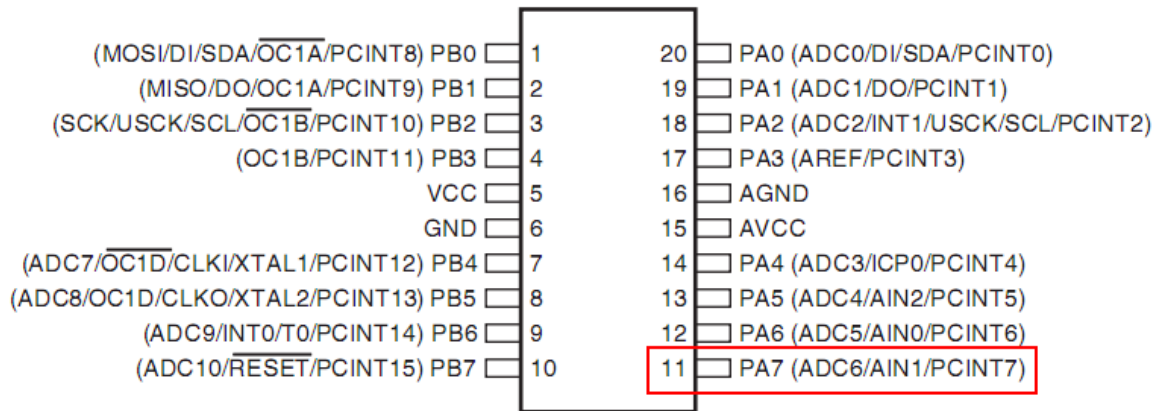 (MOSI/DI/SDA/OC1A/PCINT8) PB0 1 20 PA0 (ADC0/DI/SDA/PCINT0)
(MISO/DO/OC1A/PCINT9) PB1 2 19 PA1 (ADC1/DO/PCINT1)
(SCK/USCK/SCL/OC1B/PCINT10) PB2 3 18 PA2 (ADC2/INT1/USCK/SCL/PCINT2)
(OC1B/PCINT11) PB3 4 17 PA3 (AREF/PCINT3)
VCC 5 16 AGND
GND 6 15 AVCC
(ADC7/OC1D/CLKI/XTAL1/PCINT12) PB4 7 14 PA4 (ADC3/ICP0/PCINT4)
(ADC8/OC1D/CLKO/XTAL2/PCINT13) PB5 8 13 PA5 (ADC4/AIN2/PCINT5)
(ADC9/INT0/T0/PCINT14) PB6 9 12 PA6 (ADC5/AIN0/PCINT6)
(ADC10/RESET/PCINT15) PB7 10 11 PA7 (ADC6/AIN1/PCINT7)